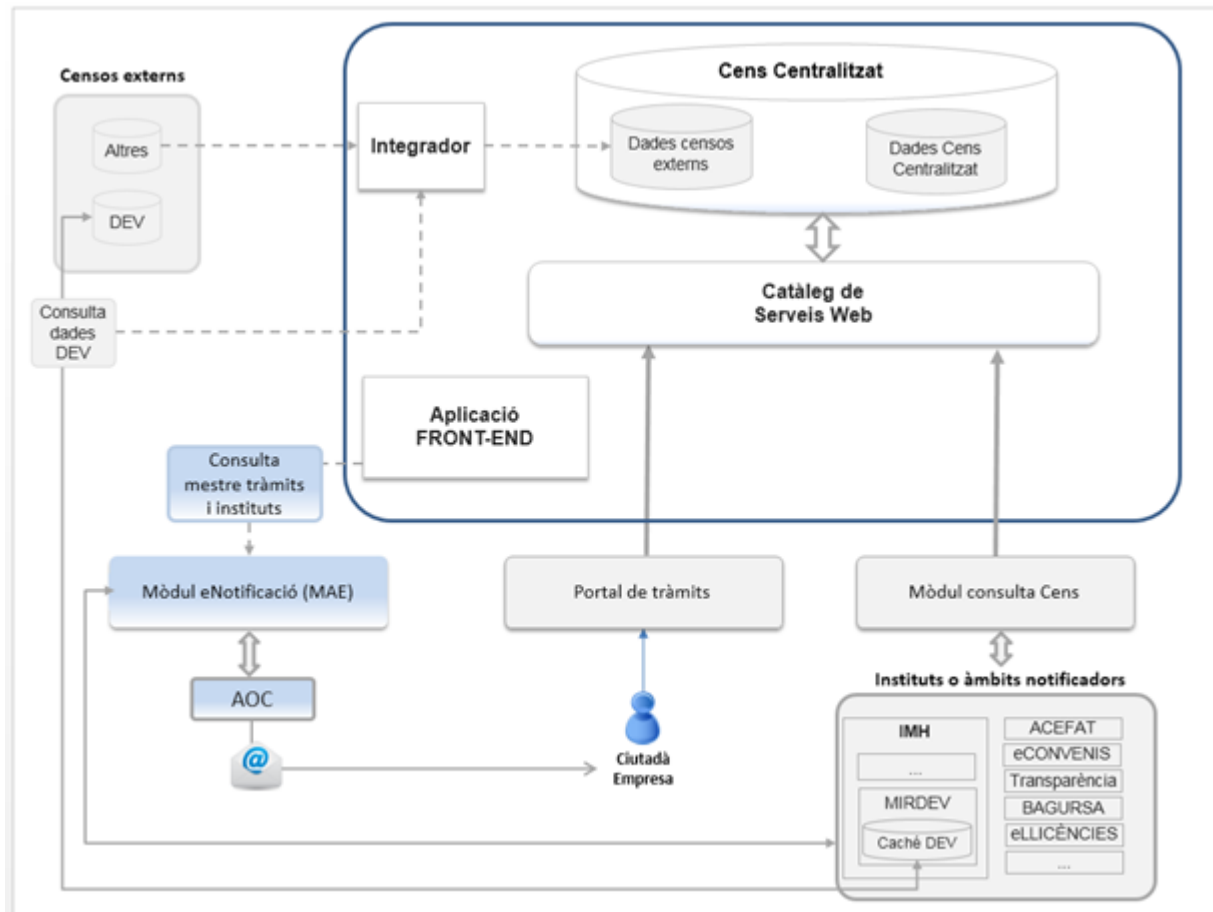 Censos externs
Altres
DEV
Consulta
dades
DEV
Integrador
Cens Centralitzat
Dades censos
externs
Dades Cens
Centralitzat
Catàleg de
Serveis Web
Aplicació
FRONT-END
Consulta
mestre tràmits
i instituts
Mòdul eNotificació (MAE)
Portal de tràmits
Mòdul consulta Cens
AOC
@
Ciutadà
Empresa
Instituts o àmbits notificadors
IMH
...
MIRDEV
Caché DEV
ACEFAT
eCONVENIS
Transparència
BAGURSA
eLLICÈNCIES
...